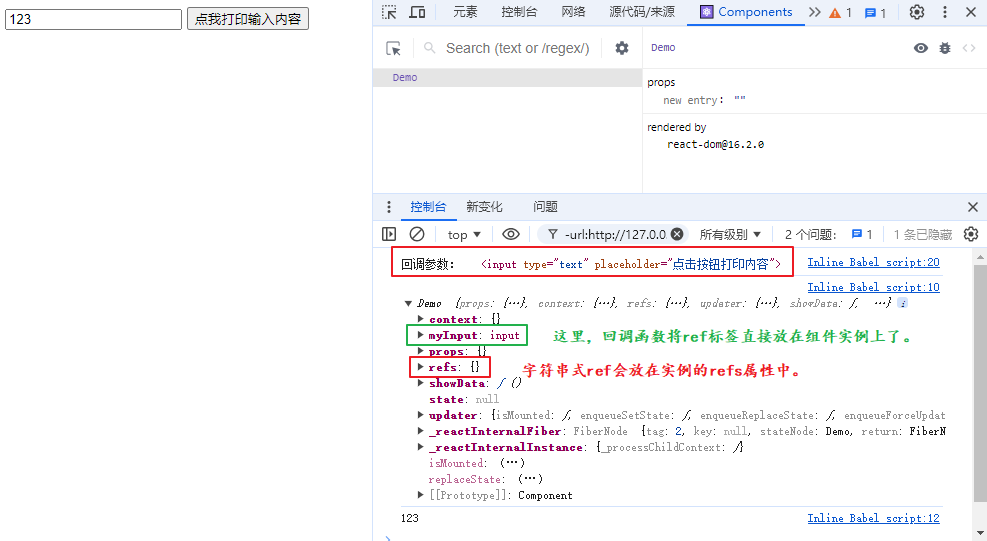 123 点我打印输入内容
元素 控制台 网络 源代码/来源 Components 1 1
Search (text or /regex/)
Demo
Demo
props
new entry: ""
rendered by
react-dom@16.2.0
控制台 新变化 问题
top -url:http://127.0.0 所有级别 2 个问题: 1 1 条已隐藏
回调参数: <input type="text" placeholder="点击按钮打印内容"> Inline Babel script:20
Inline Babel script:10
Demo {props: {…}, context: {…}, refs: {…}, updater: {…}, showData: ƒ, …} i
context: {}
myInput: input
这里，回调函数将ref标签直接放在组件实例上了。
props: {}
refs: {}
字符串式ref会放在实例的refs属性中。
showData: ƒ ()
state: null
updater: {isMounted: ƒ, enqueueSetState: ƒ, enqueueReplaceState: ƒ, enqueueForceUpdat
_reactInternalFiber: FiberNode {tag: 2, key: null, stateNode: Demo, return: FiberN
_reactInternalInstance: {_processChildContext: ƒ}
isMounted: (…)
replaceState: (…)
[[Prototype]]: Component
123 Inline Babel script:12